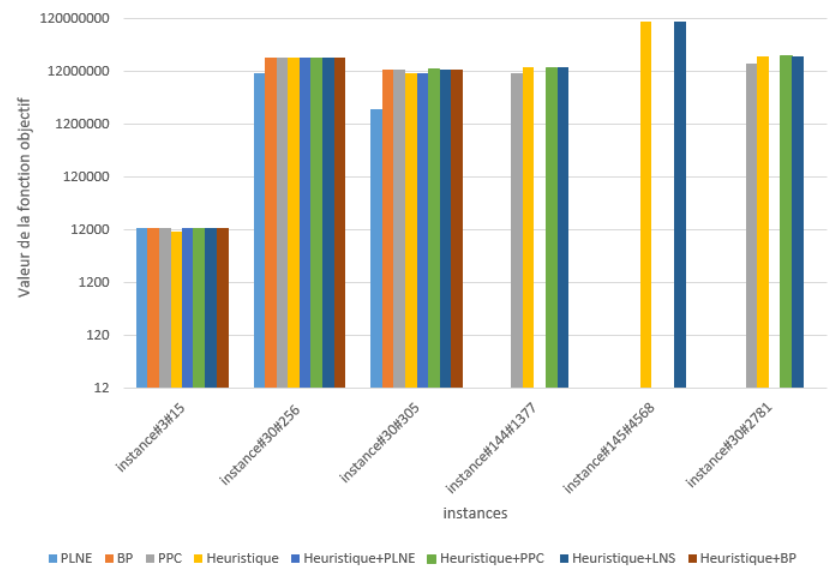 120000000
12000000
1200000
120000
12000
1200
120
12
Valeur de la fonction objectif
instance#3#15
instance#30#256
instance#30#305
instance#144#1377
instance#145#4568
instance#30#2781
instances
PLNE BP PPC Heuristique Heuristique+PLNE Heuristique+PPC Heuristique+LNS Heuristique+BP